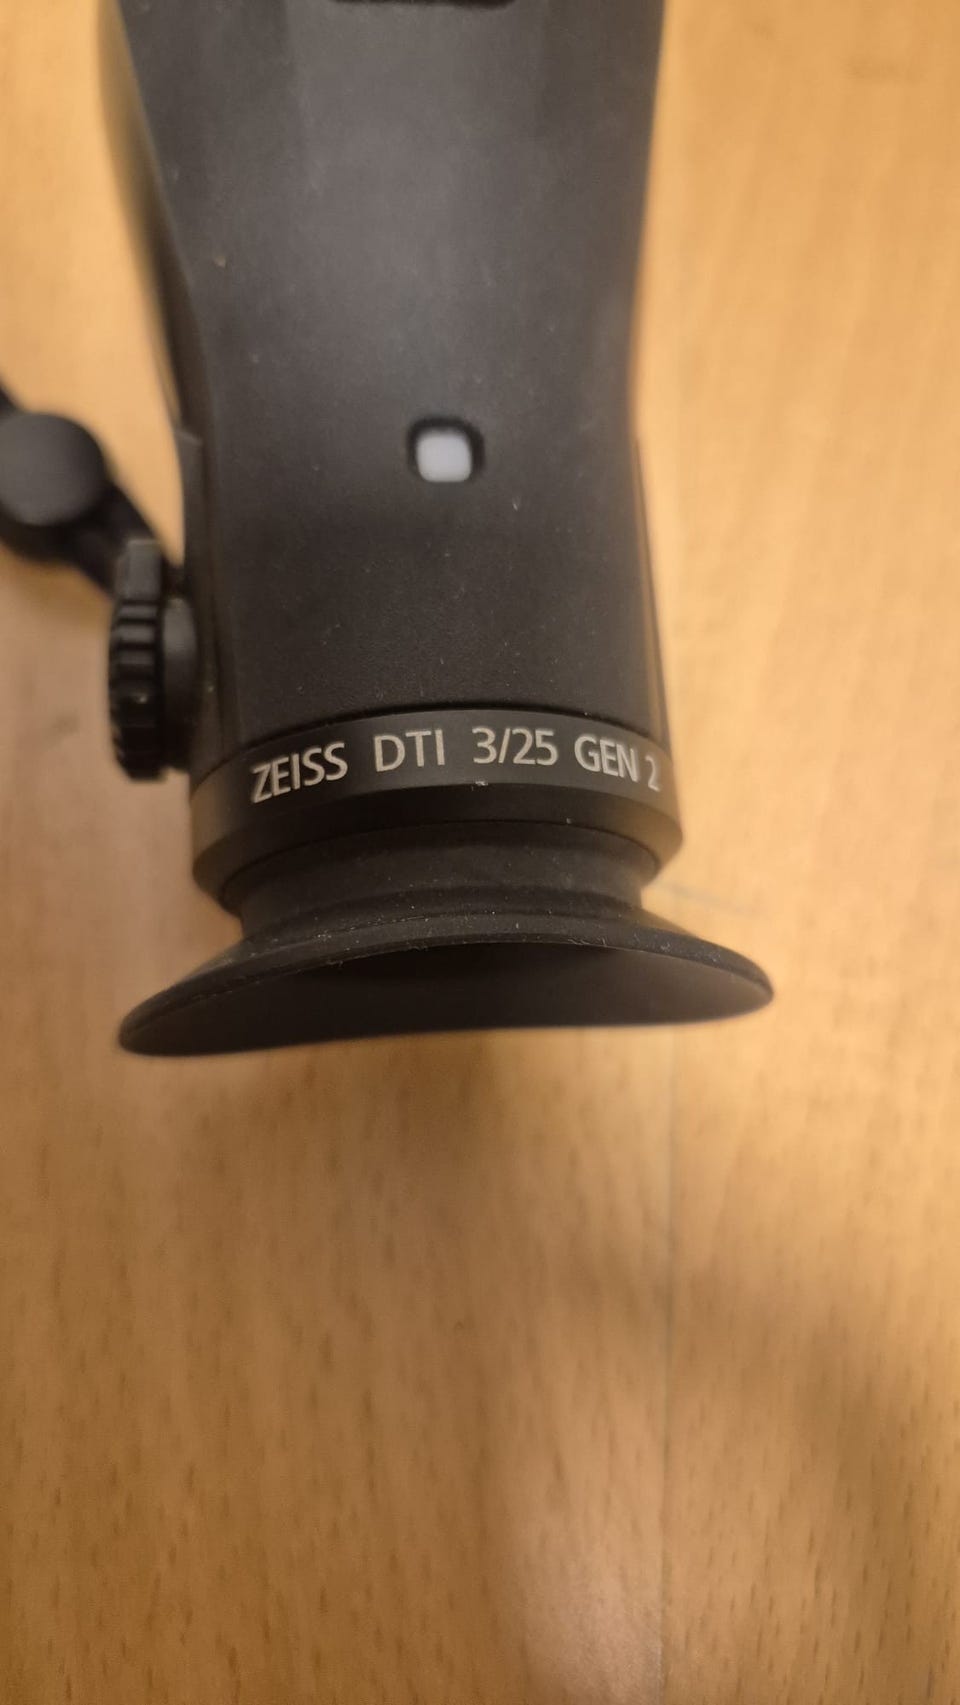 ZEISS DTI 3/25 GEN 2